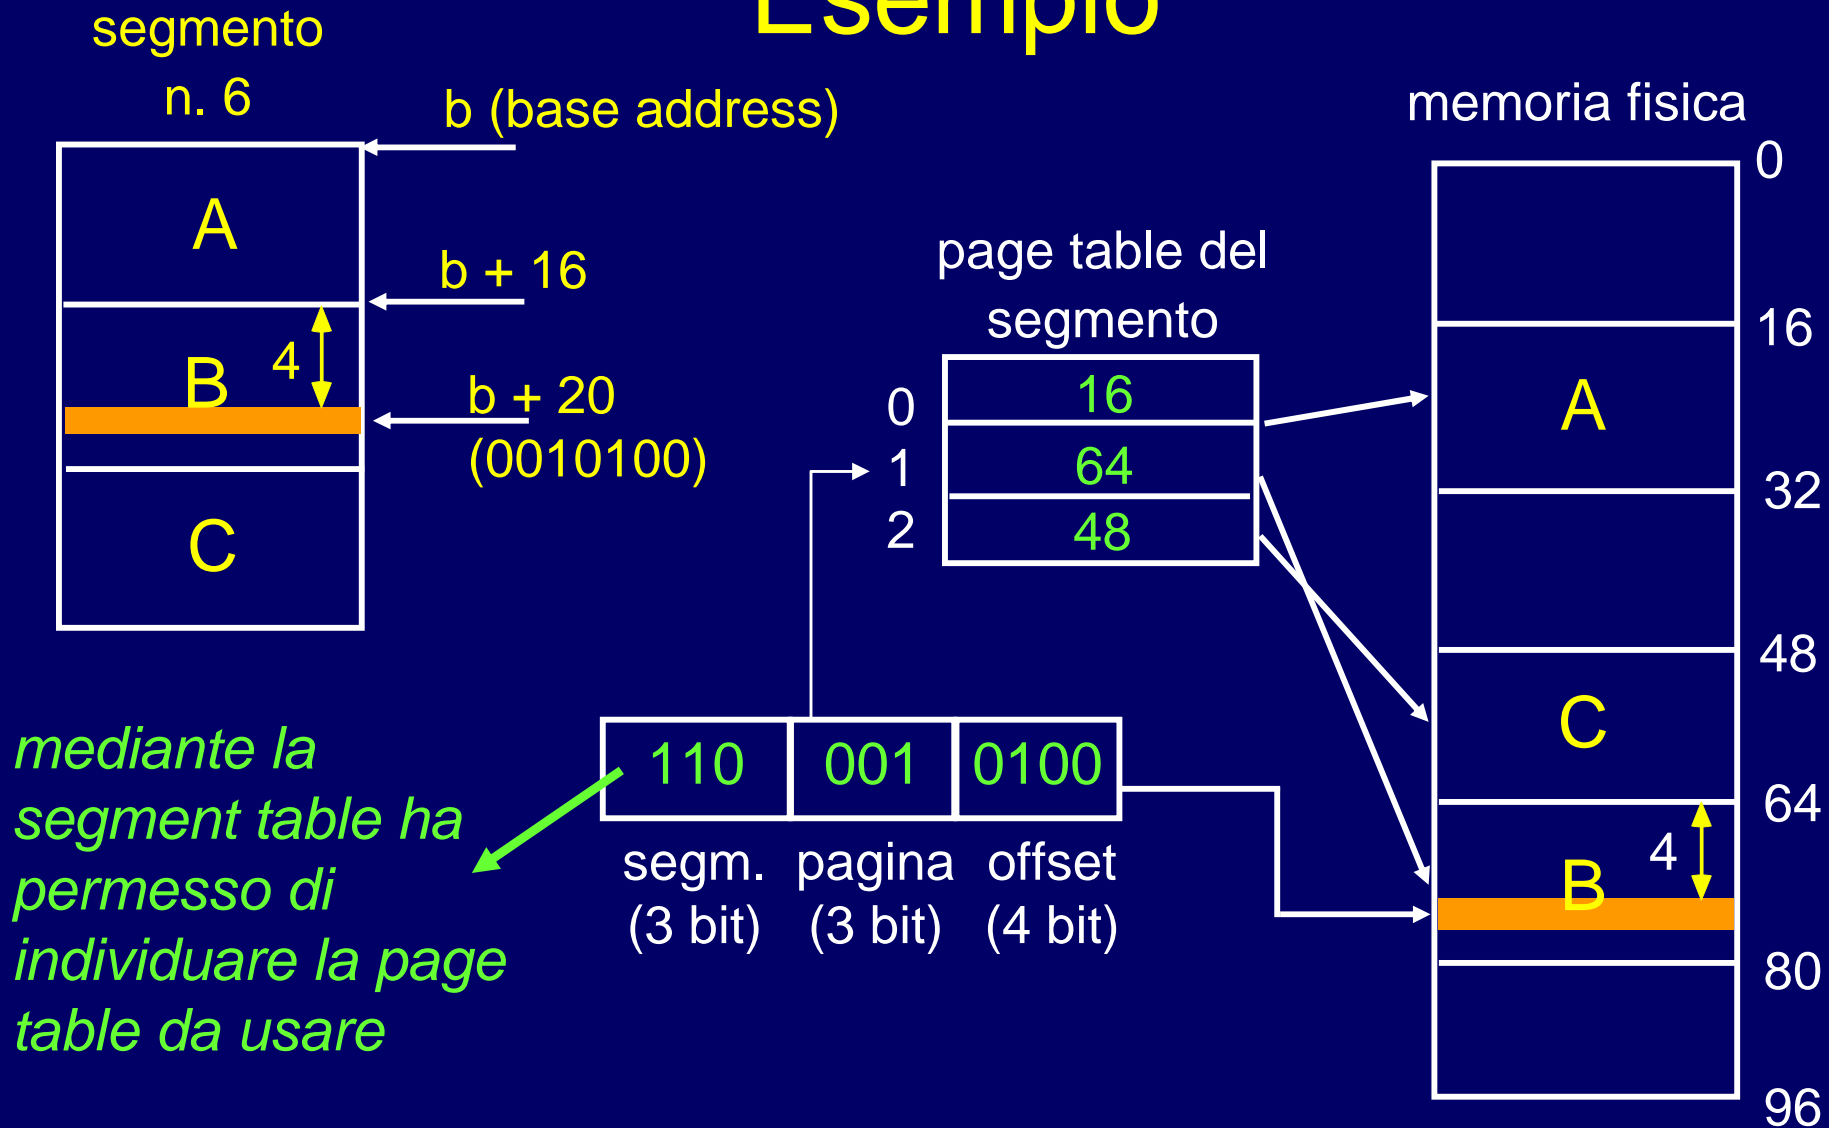 Esempio
segmento
n. 6
b (base address)
A
b + 16
B
4
b + 20
(0010100)
C
page table del
segmento
0
16
1
64
2
48
memoria fisica
0
16
A
32
48
C
64
4
B
80
96
110
001
0100
segm.
pagina
offset
(3 bit)
(3 bit)
(4 bit)
mediante la
segment table ha
permesso di
individuare la page
table da usare